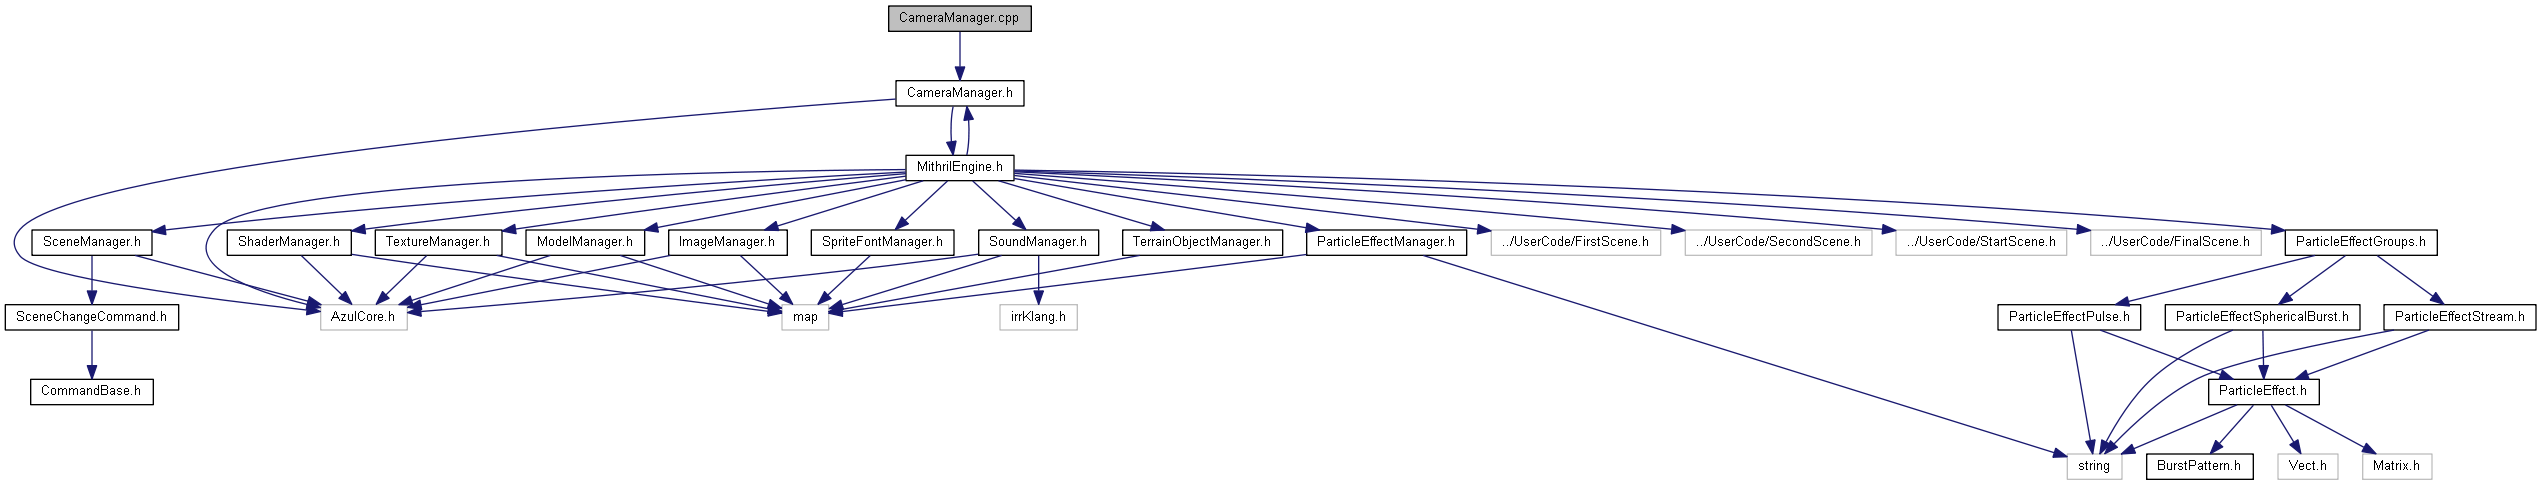 CameraManager.cpp
CameraManager.h
MithrilEngine.h
SceneManager.h
ShaderManager.h
TextureManager.h
ModelManager.h
ImageManager.h
SpriteFontManager.h
SoundManager.h
TerrainObjectManager.h
ParticleEffectManager.h
../UserCode/FirstScene.h
../UserCode/SecondScene.h
../UserCode/StartScene.h
../UserCode/FinalScene.h
ParticleEffectGroups.h
SceneChangeCommand.h
AzulCore.h
map
irrKlang.h
ParticleEffectPulse.h
ParticleEffectSphericalBurst.h
ParticleEffectStream.h
CommandBase.h
ParticleEffect.h
string
BurstPattern.h
Vect.h
Matrix.h